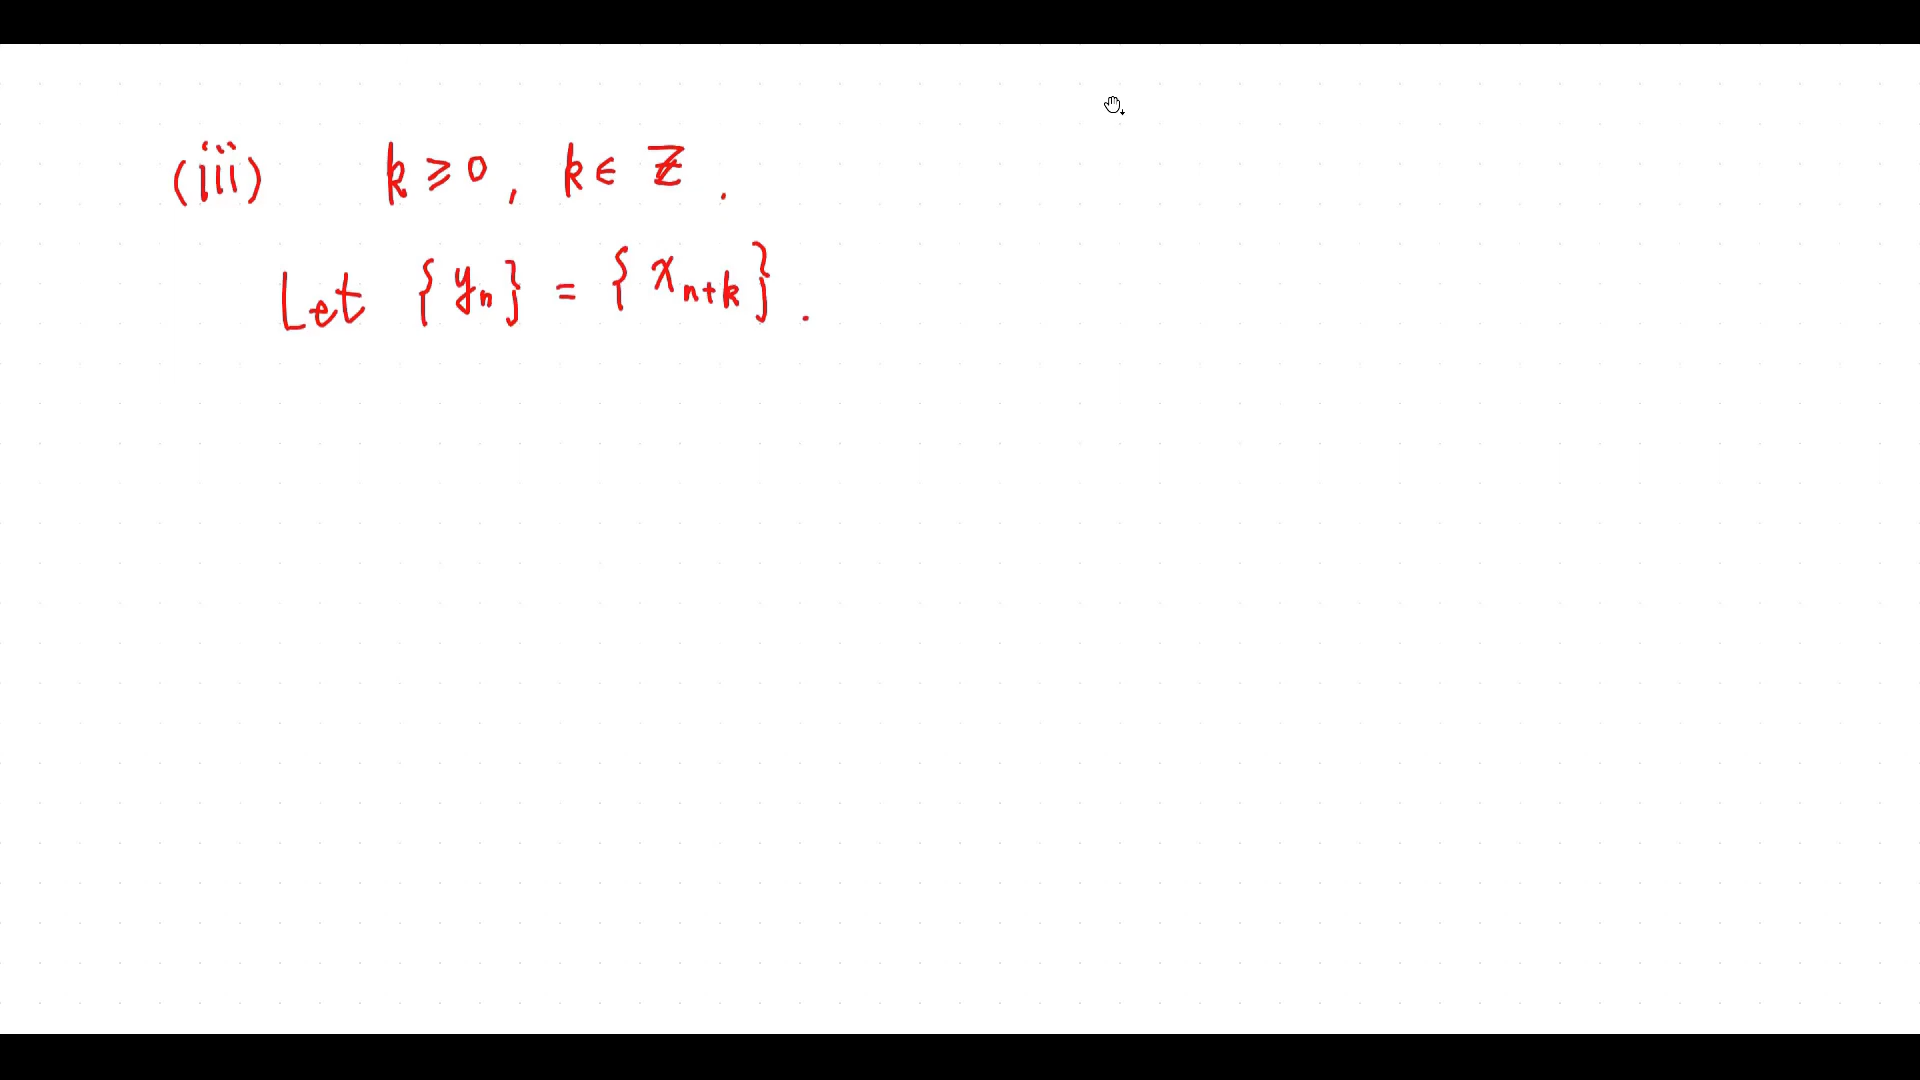 (iii) k ⩾ 0, k ∈ ℤ.
Let {yₙ} = {xₙ₊ₖ}.